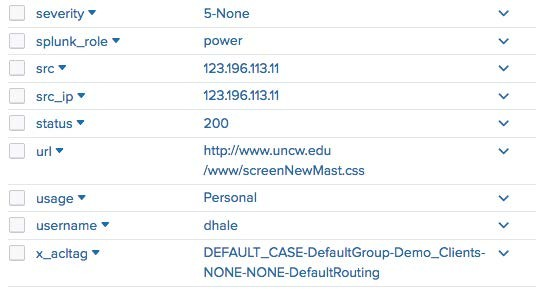 severity 5-None
splunk_role power
src 123.196.113.11
src_ip 123.196.113.11
status 200
url http://www.uncw.edu
/www/screenNewMast.css
usage Personal
username dhale
x_acltag DEFAULT_CASE-DefaultGroup-Demo_Clients-
NONE-NONE-DefaultRouting